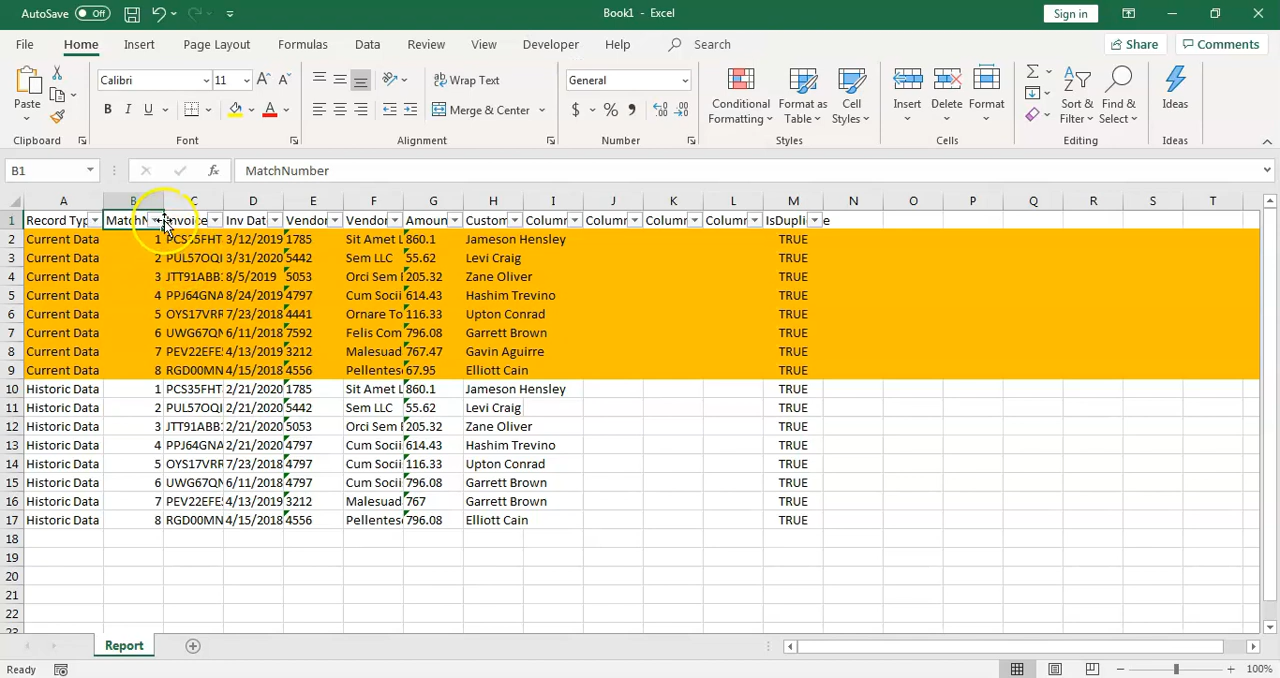 AutoSave Off Book1 - Excel Sign in
File Home Insert Page Layout Formulas Data Review View Developer Help Search Share Comments
Paste Calibri 11 Wrap Text General Conditional Formatting Format as Table Cell Styles Insert Delete Format Sort & Filter Find & Select Ideas
B I U Merge & Center $ % ,
Clipboard Font Alignment Number Styles Cells Editing Ideas
B1 fx MatchNumber
A B C D E F G H I J K L M N O P Q R S T
1 Record Typ MatchN Invoice Inv Dat Vendor Vendor Amoun Custom Column Column Column Column IsDupli e
2 Current Data 1 PCS35FHT 3/12/2019 1785 Sit Amet L 860.1 Jameson Hensley TRUE
3 Current Data 2 PUL57OQI 3/31/2020 5442 Sem LLC 55.62 Levi Craig TRUE
4 Current Data 3 JTT91ABB 8/5/2019 5053 Orci Sem 205.32 Zane Oliver TRUE
5 Current Data 4 PPJ64GNA 8/24/2019 4797 Cum Socii 614.43 Hashim Trevino TRUE
6 Current Data 5 OYS17VRR 7/23/2018 4441 Ornare To 116.33 Upton Conrad TRUE
7 Current Data 6 UWG67QN 6/11/2018 7592 Felis Com 796.08 Garrett Brown TRUE
8 Current Data 7 PEV22EFE 4/13/2019 3212 Malesuad 767.47 Gavin Aguirre TRUE
9 Current Data 8 RGD00MN 4/15/2018 4556 Pellentes 67.95 Elliott Cain TRUE
10 Historic Data 1 PCS35FHT 2/21/2020 1785 Sit Amet L 860.1 Jameson Hensley TRUE
11 Historic Data 2 PUL57OQI 2/21/2020 5442 Sem LLC 55.62 Levi Craig TRUE
12 Historic Data 3 JTT91ABB 2/21/2020 5053 Orci Sem 205.32 Zane Oliver TRUE
13 Historic Data 4 PPJ64GNA 2/21/2020 4797 Cum Socii 614.43 Hashim Trevino TRUE
14 Historic Data 5 OYS17VRR 7/23/2018 4797 Cum Socii 116.33 Upton Conrad TRUE
15 Historic Data 6 UWG67QN 6/11/2018 4797 Cum Socii 796.08 Garrett Brown TRUE
16 Historic Data 7 PEV22EFE 4/13/2019 3212 Malesuad 767 Garrett Brown TRUE
17 Historic Data 8 RGD00MN 4/15/2018 4556 Pellentes 796.08 Elliott Cain TRUE
18
19
20
21
22
23
Report
Ready 100%